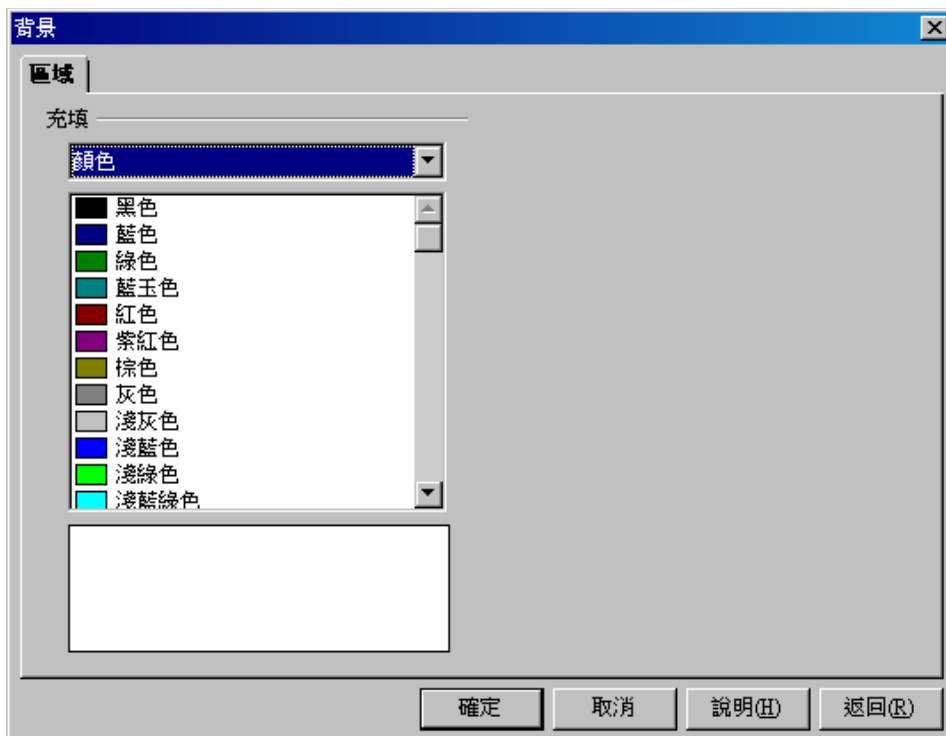 背景
區域
充填
顏色
黑色
藍色
綠色
藍玉色
紅色
紫紅色
棕色
灰色
淺灰色
淺藍色
淺綠色
淺藍綠色
確定 取消 說明(H) 返回(R)